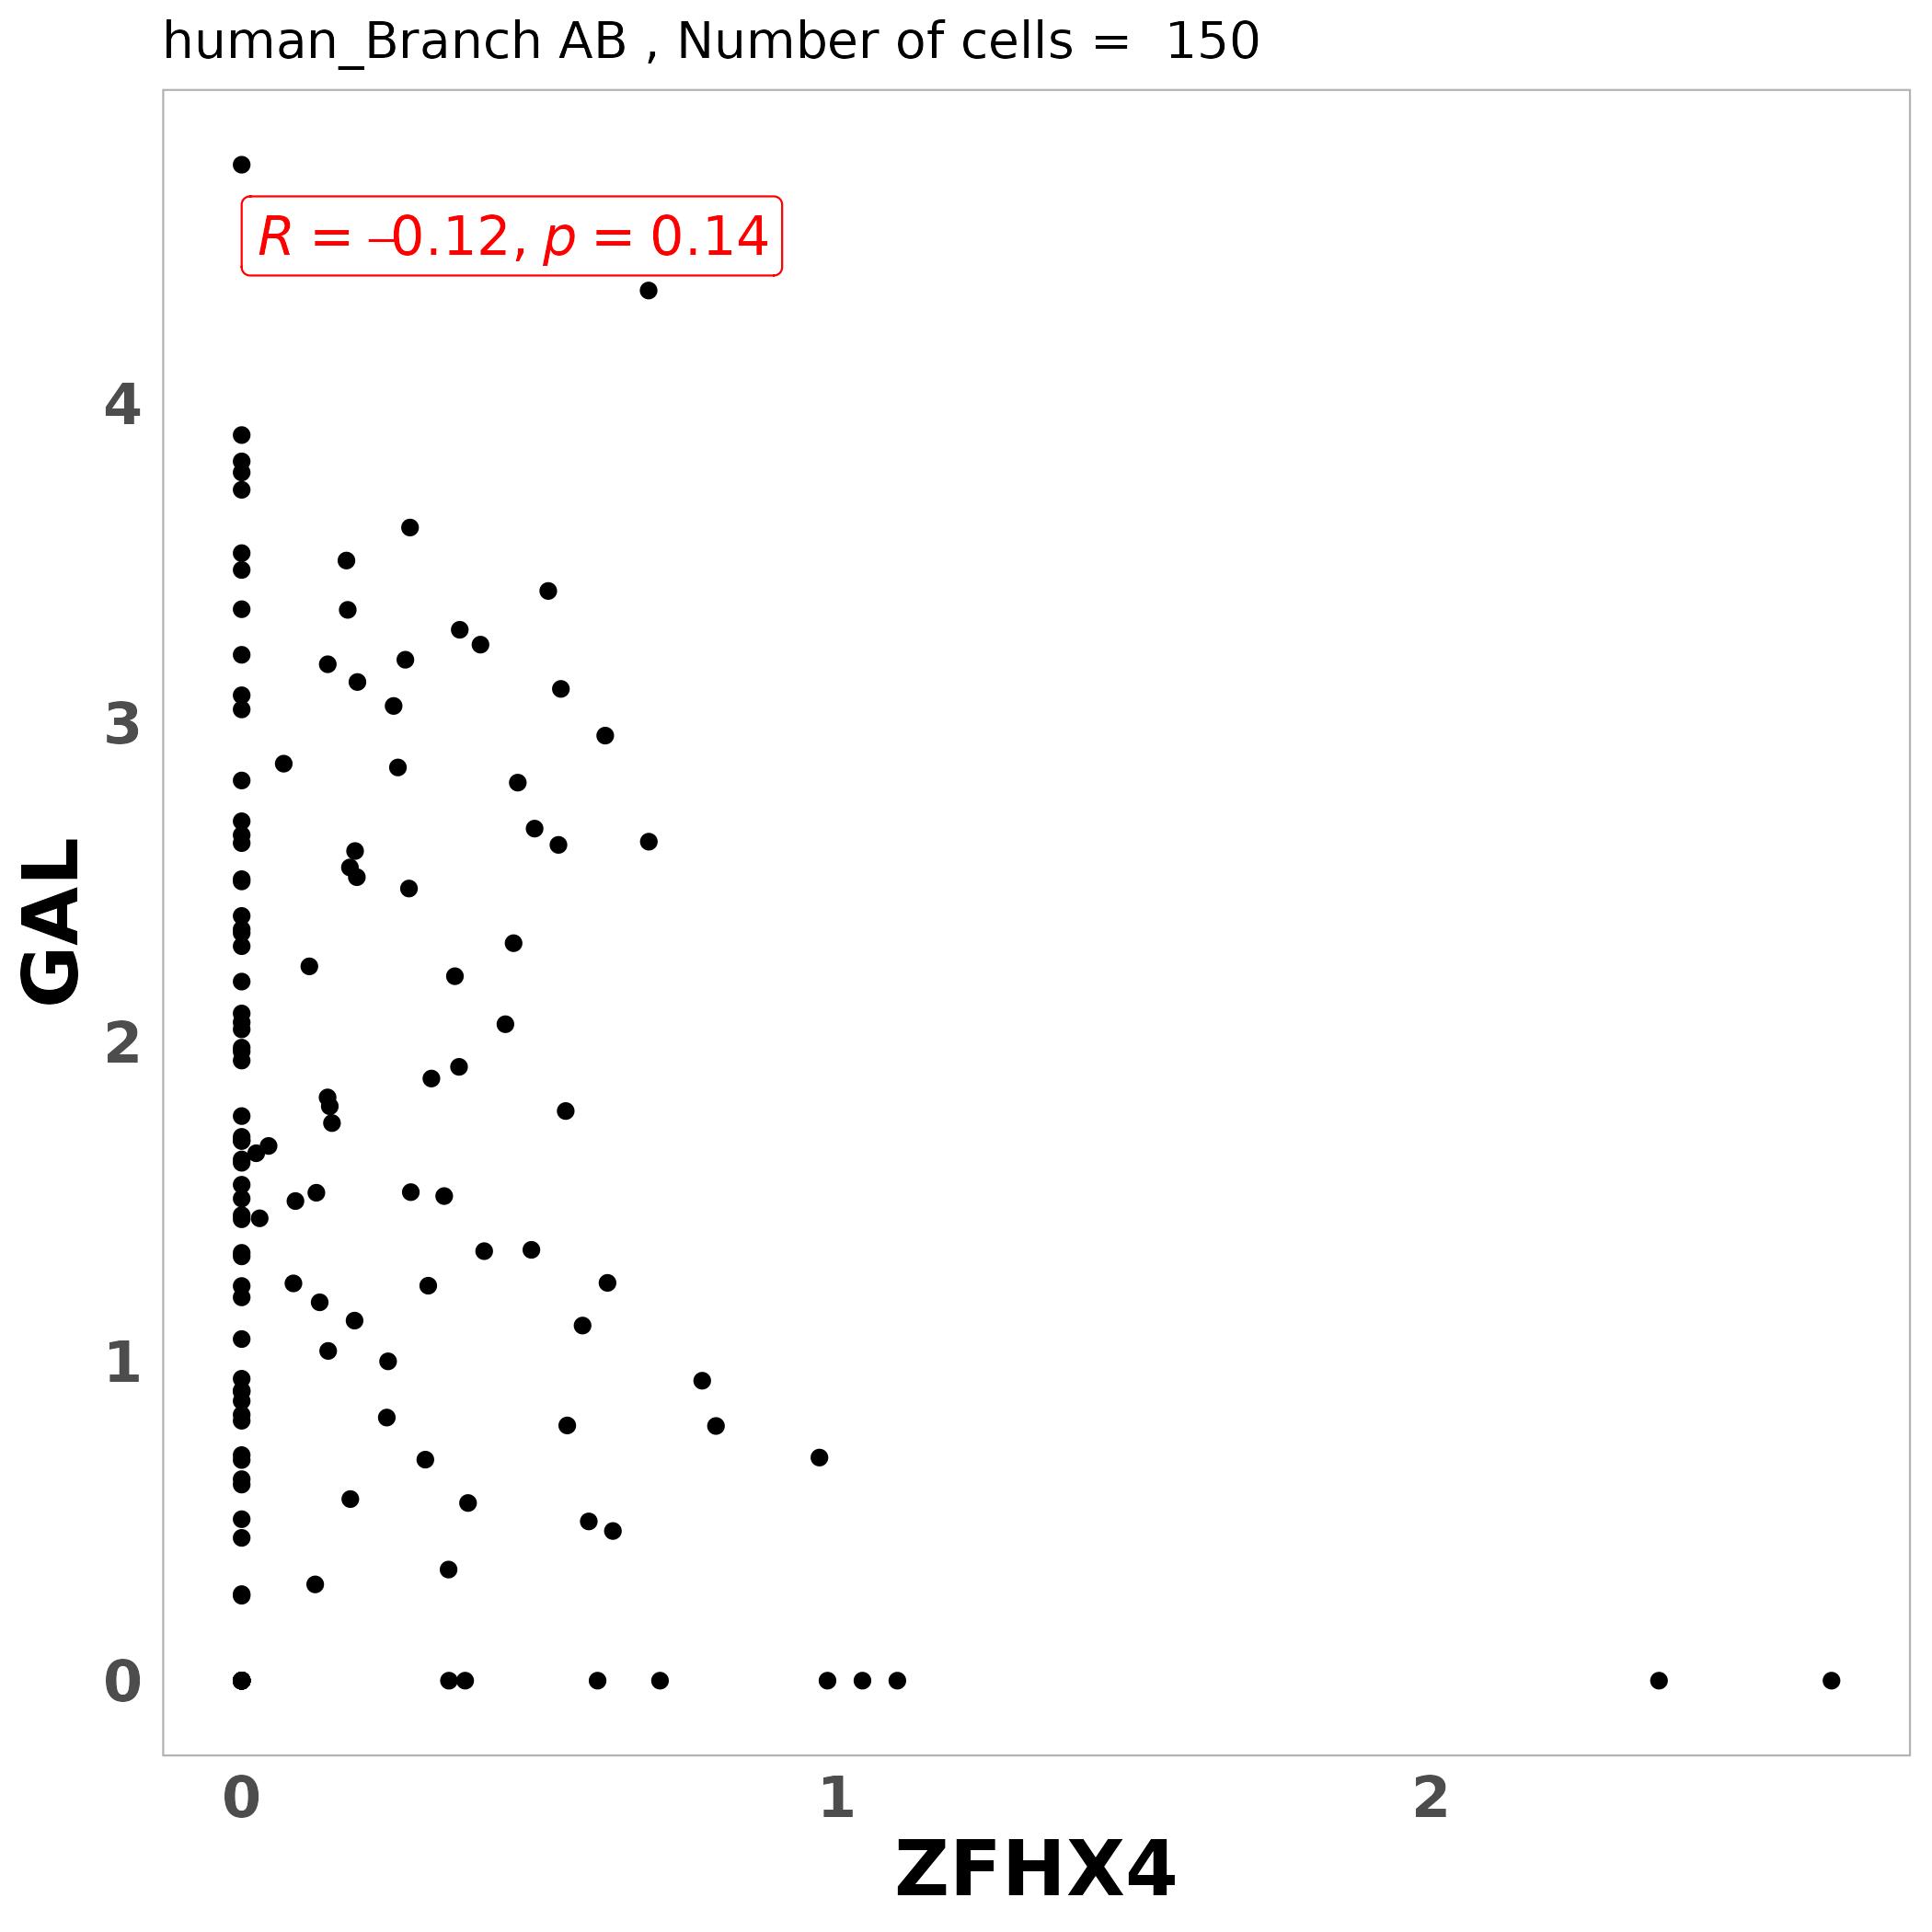 human_Branch AB , Number of cells =  150
R = –0.12, p = 0.14
4
3
2
1
0
GAL
0 1 2
ZFHX4